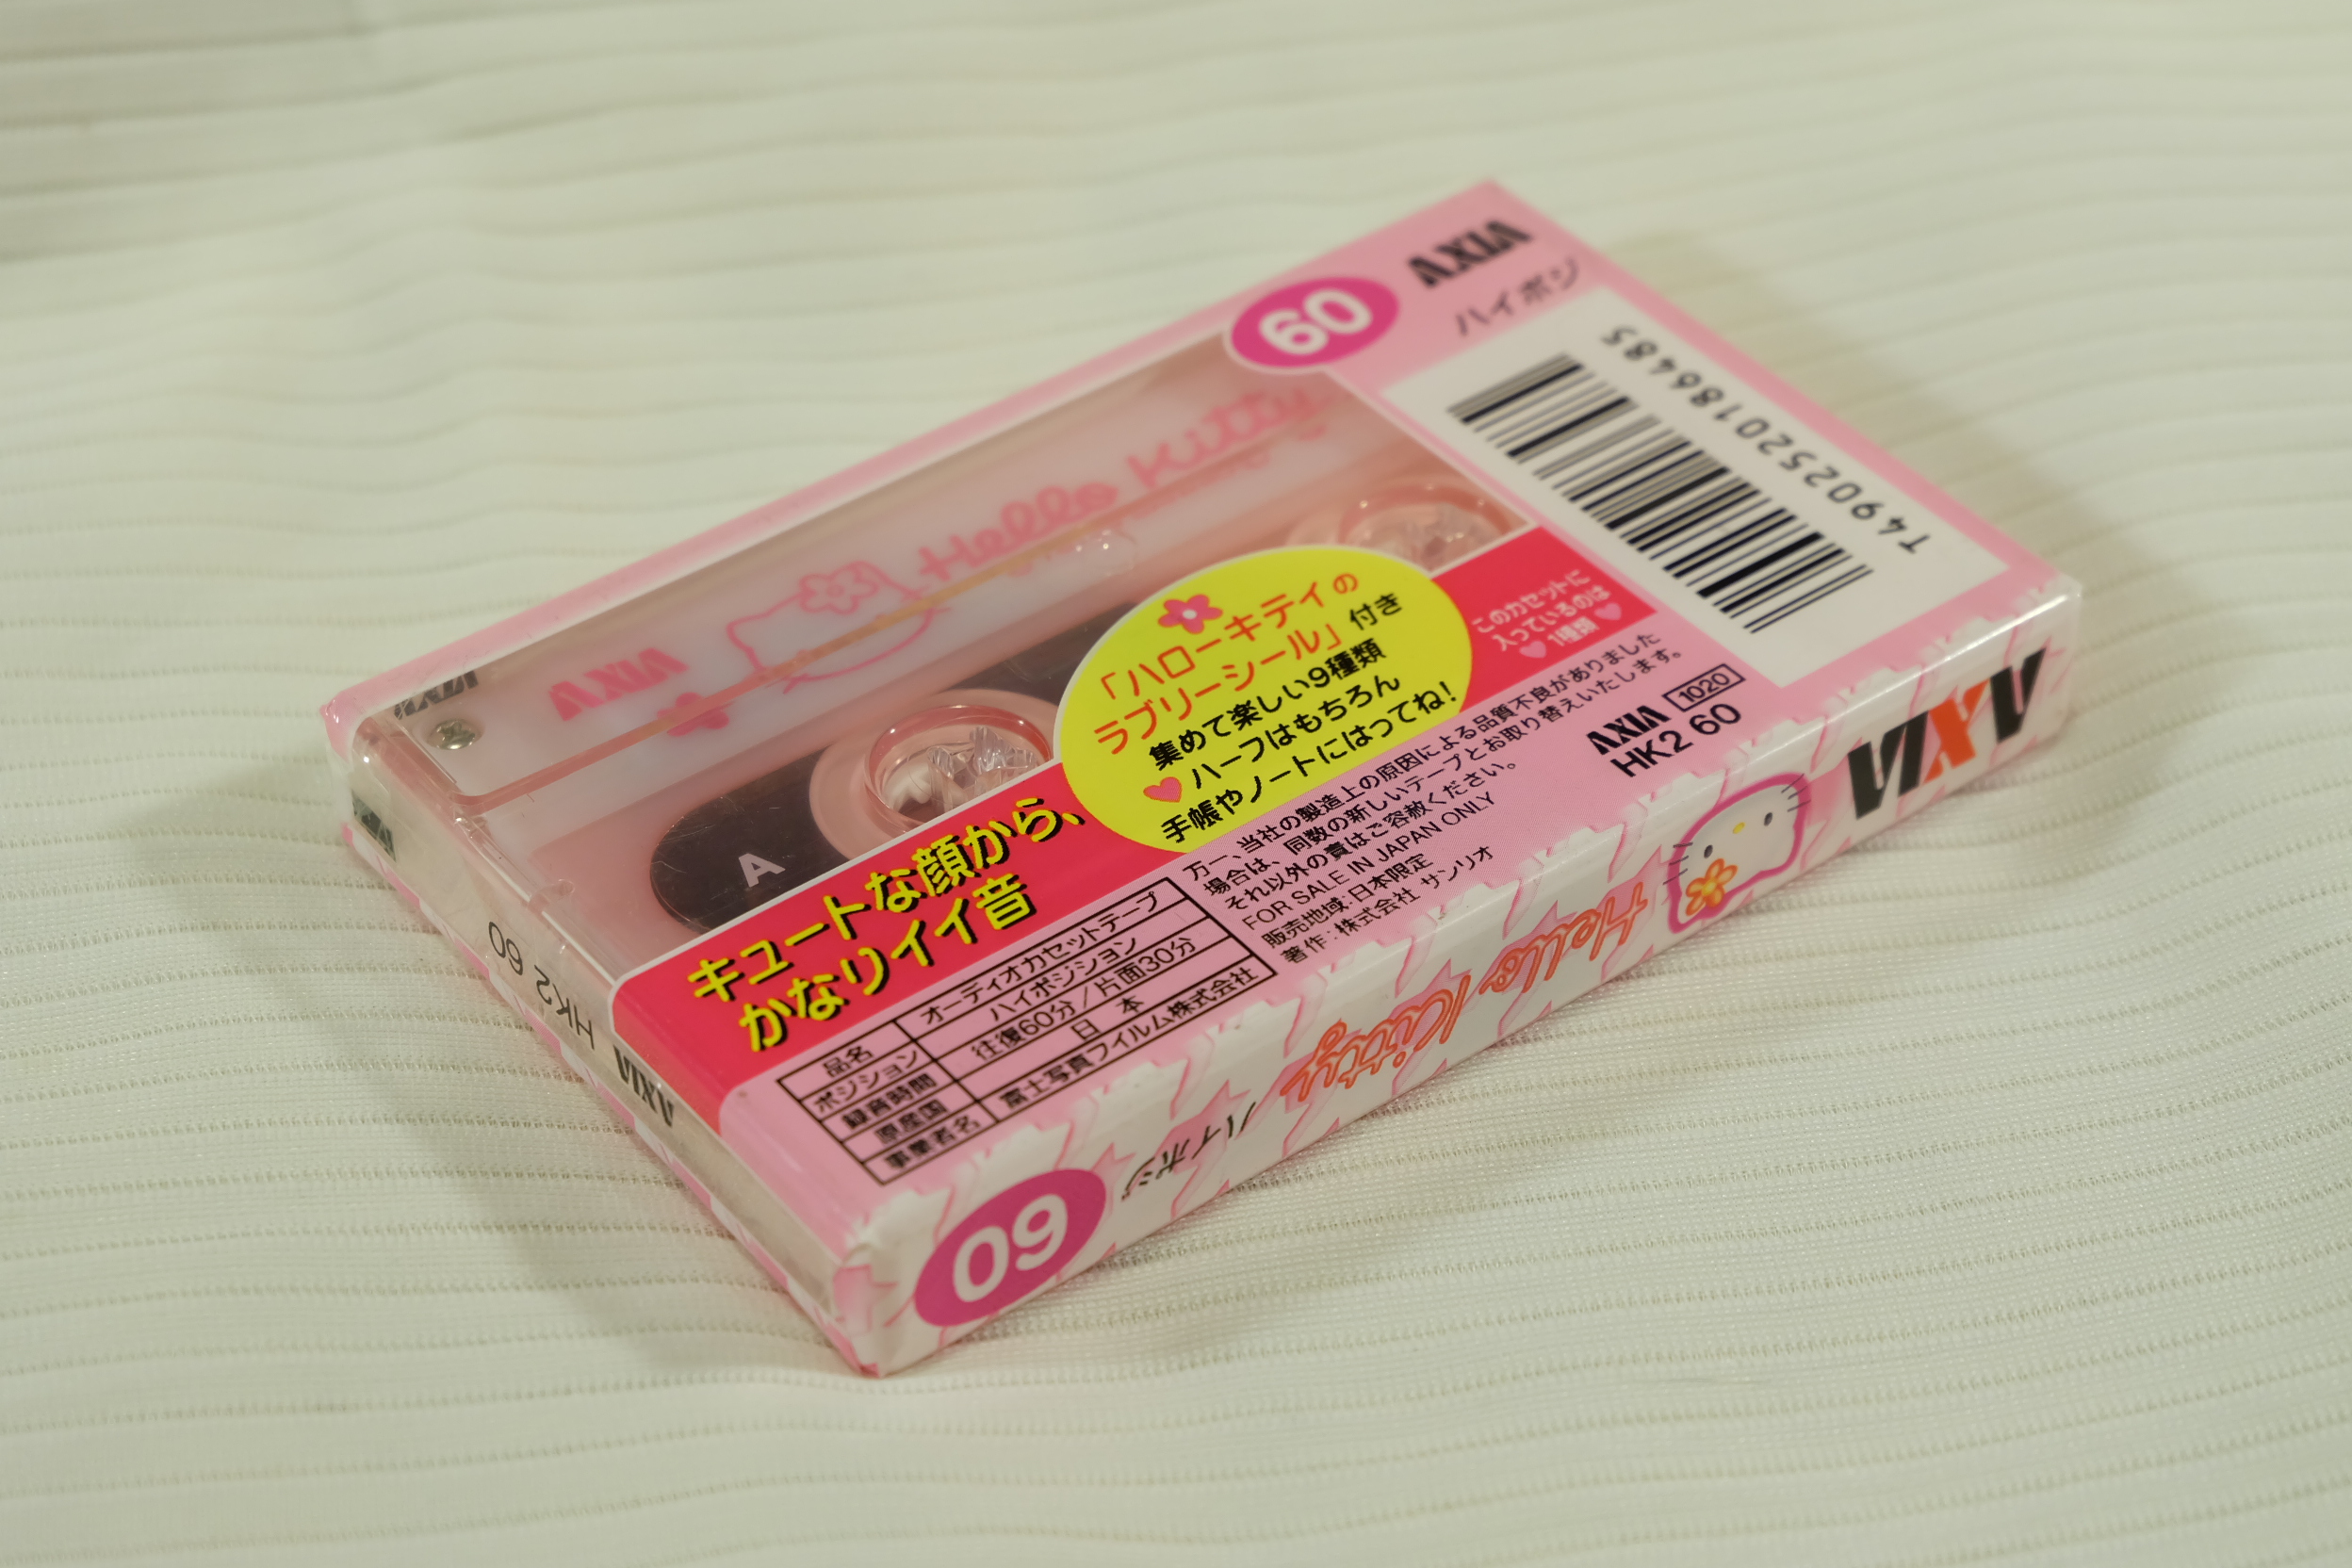 AXIA
ハイポジ
60
T4902520186485
Hello Kitty
AXIA
AXIA
A
「ハローキティの
ラブリーシール」付き
集めて楽しい9種類
ハーフはもちろん
手帳やノートにはってね!
このカセットに
入っているのは
1種類
キュートな顔から、
かなりイイ音
万一、当社の製造上の原因による品質不良がありました
場合は、同数の新しいテープとお取り替えいたします。
それ以外の責はご容赦ください。
FOR SALE IN JAPAN ONLY
販売地域:日本限定
著作:株式会社 サンリオ
AXIA 1020
HK2 60
品名 オーディオカセットテープ
ポジション ハイポジション
録音時間 往復60分/片面30分
原産国 日本
事業者名 富士写真フイルム株式会社
AXIA
Hello Kitty
ハイポジ
60
AXIA HK2 60